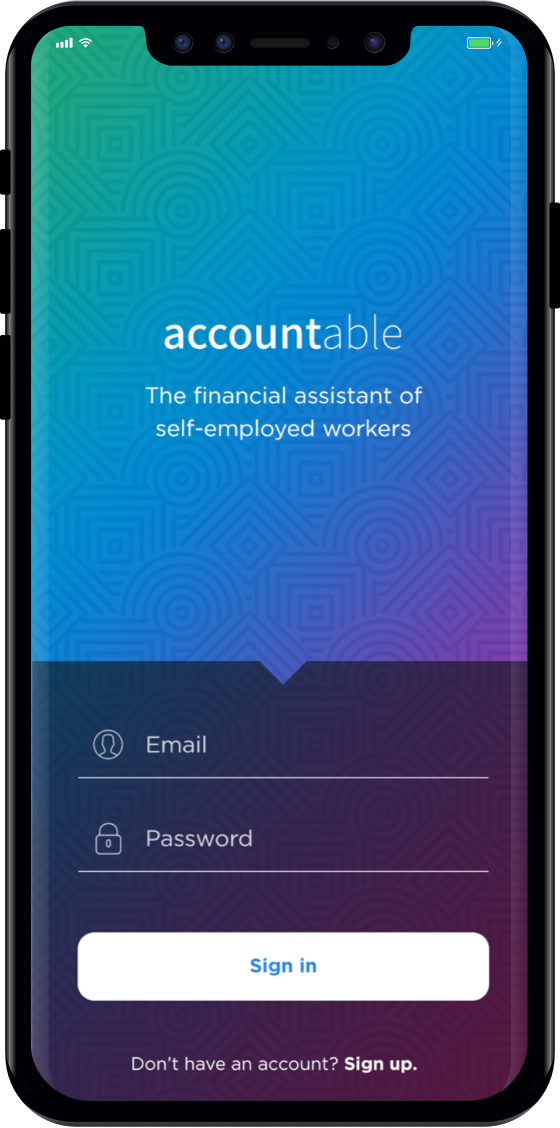 accountable
The financial assistant of
self-employed workers
Email
Password
Sign in
Don't have an account? Sign up.